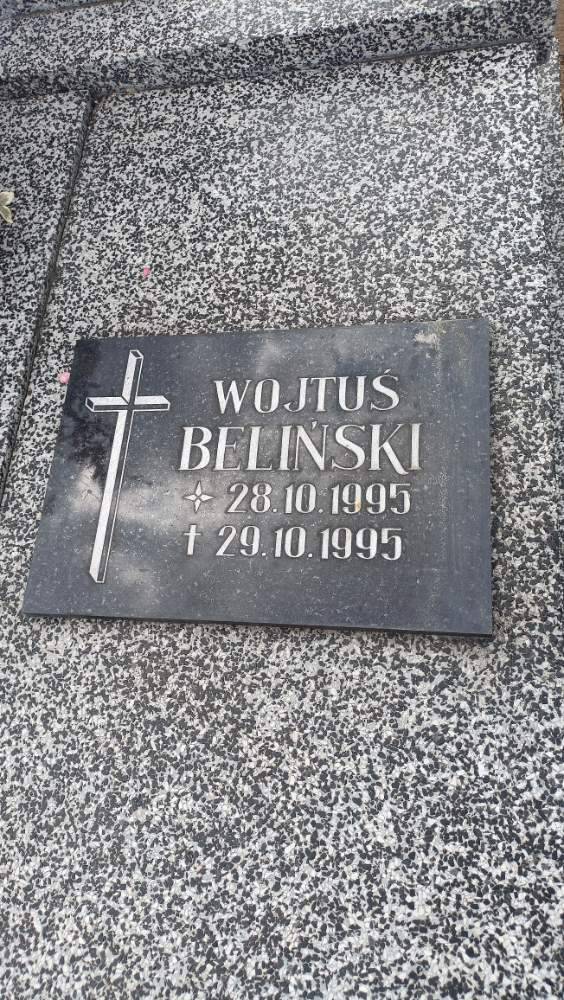 WOJTUŚ
BELIŃSKI
✧ 28.10.1995
† 29.10.1995